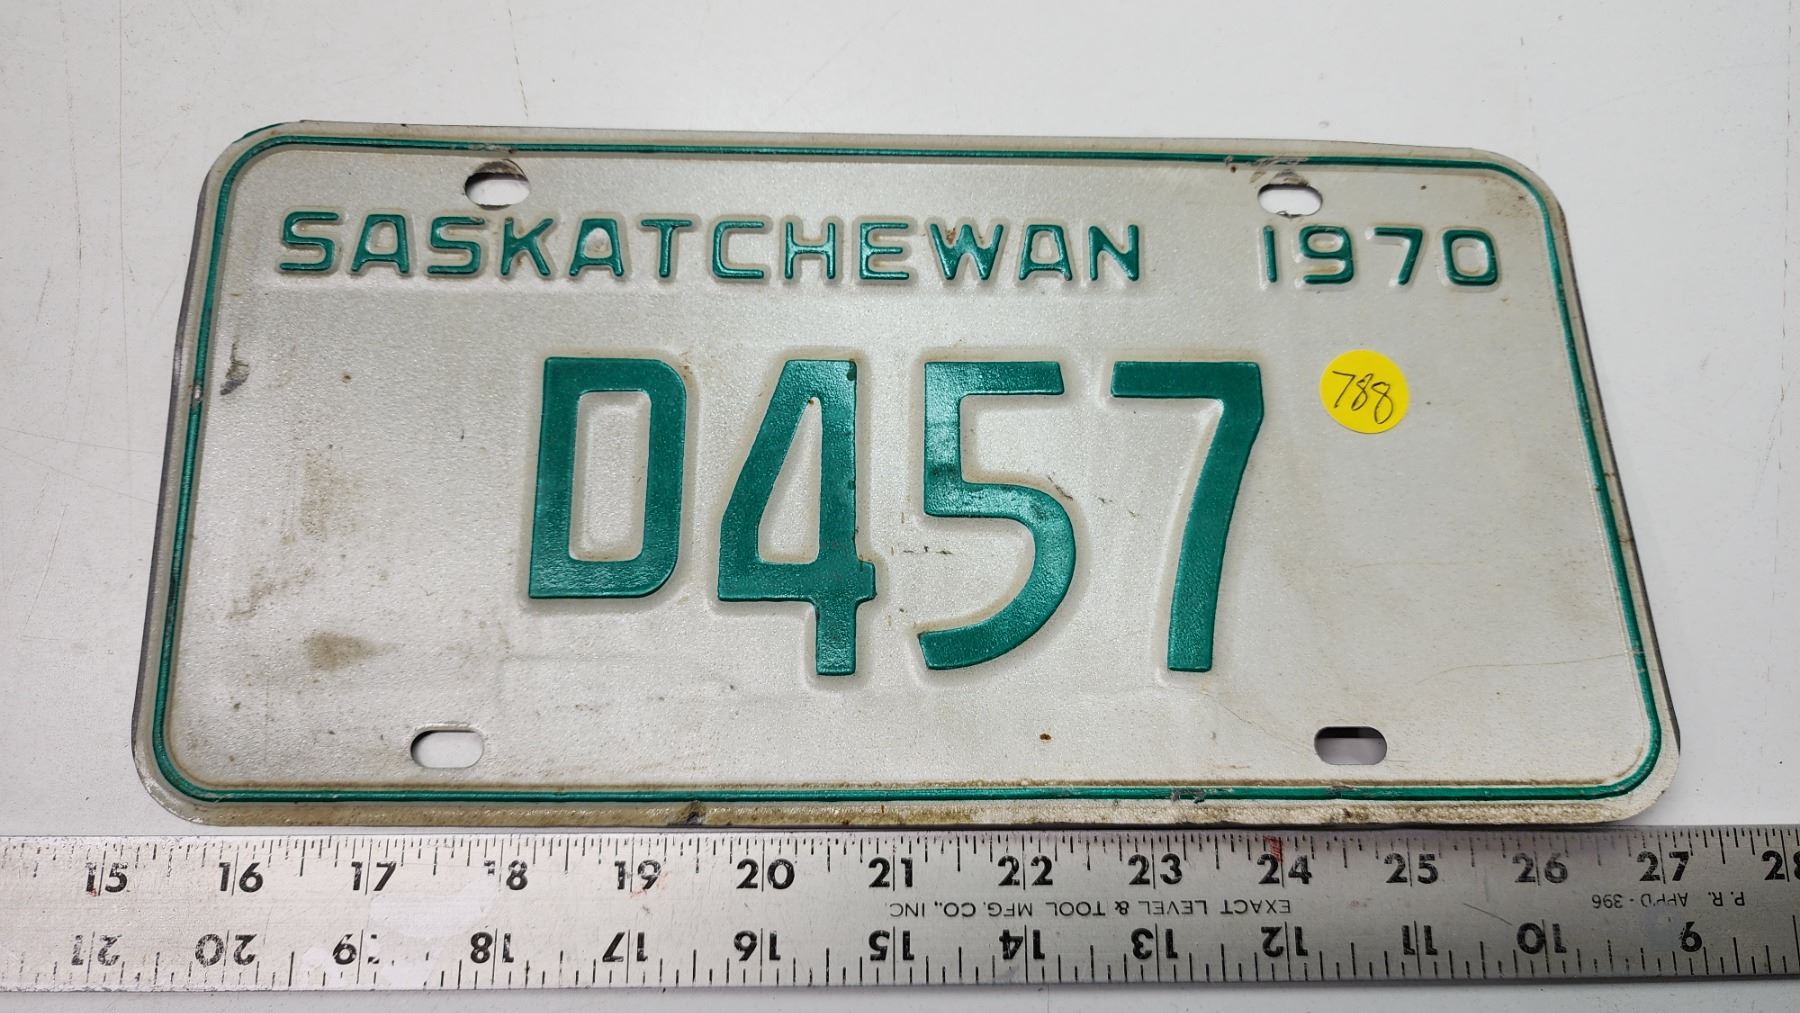 SASKATCHEWAN 1970
D457
788
15 16 17 18 19 20 21 22 23 24 25 26 27 28
EXACT LEVEL & TOOL MFG. CO., INC.
P. R. APP'D - 396
21 20 19 18 17 16 15 14 13 12 11 10 9